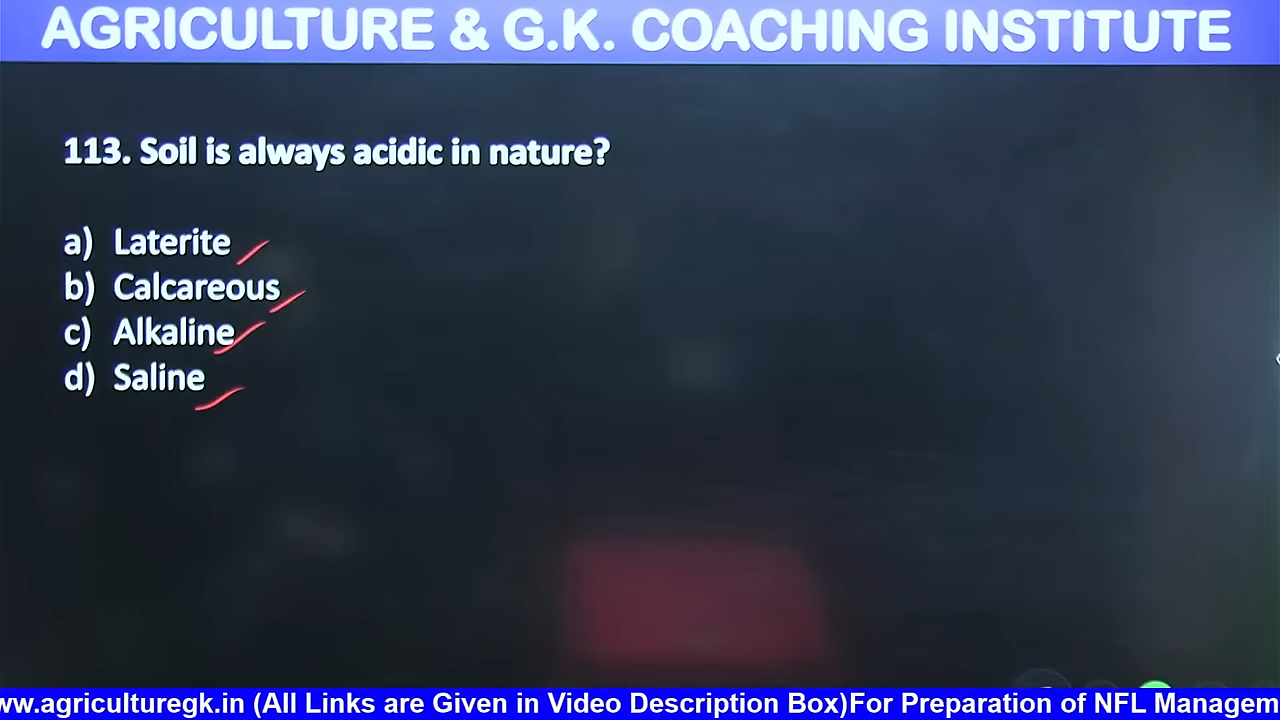 AGRICULTURE & G.K. COACHING INSTITUTE
113. Soil is always acidic in nature?
a) Laterite
b) Calcareous
c) Alkaline
d) Saline
ww.agriculturegk.in (All Links are Given in Video Description Box)For Preparation of NFL Managem